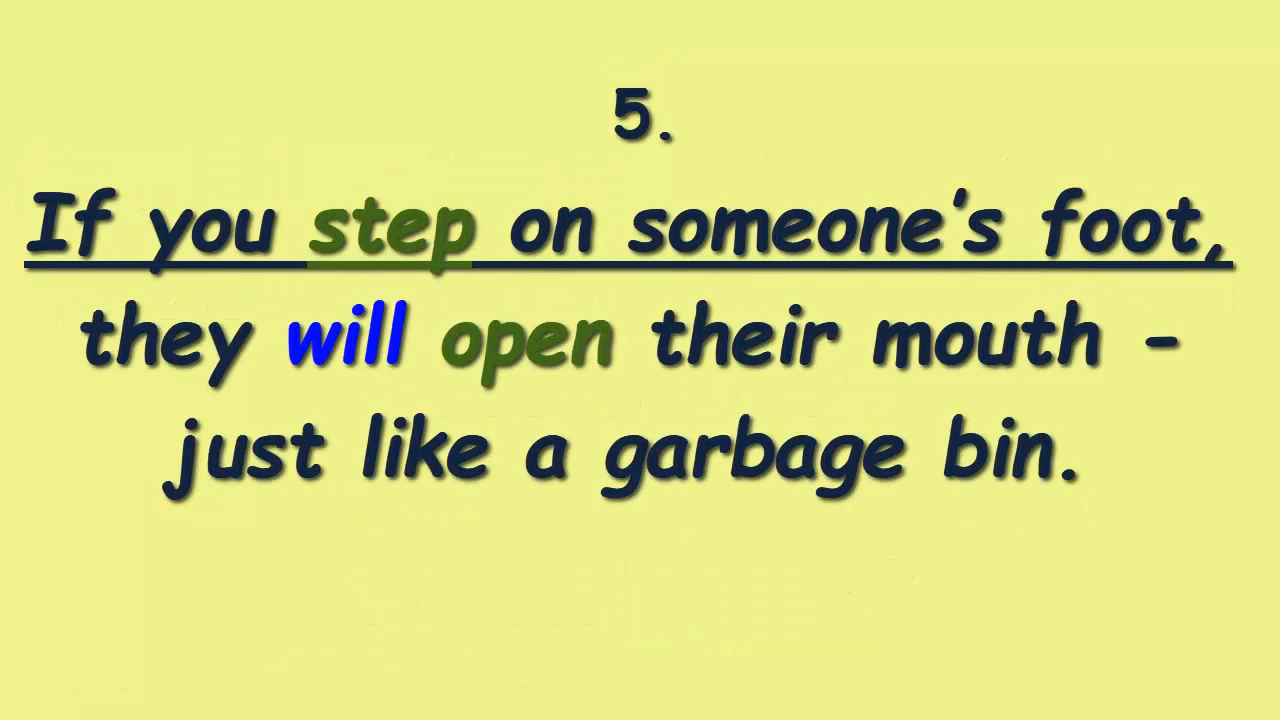 5.
If you step on someone’s foot,
they will open their mouth -
just like a garbage bin.